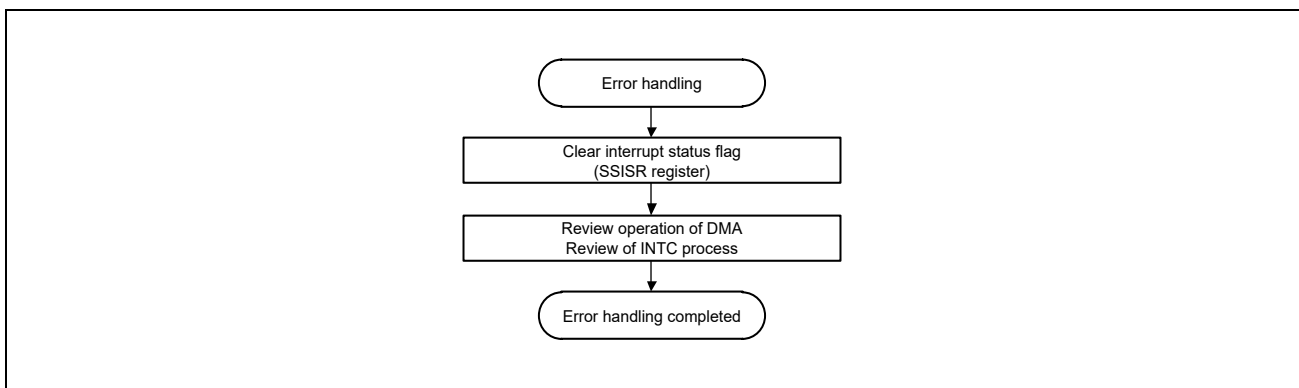 Error handling
Clear interrupt status flag
(SSISR register)
Review operation of DMA
Review of INTC process
Error handling completed